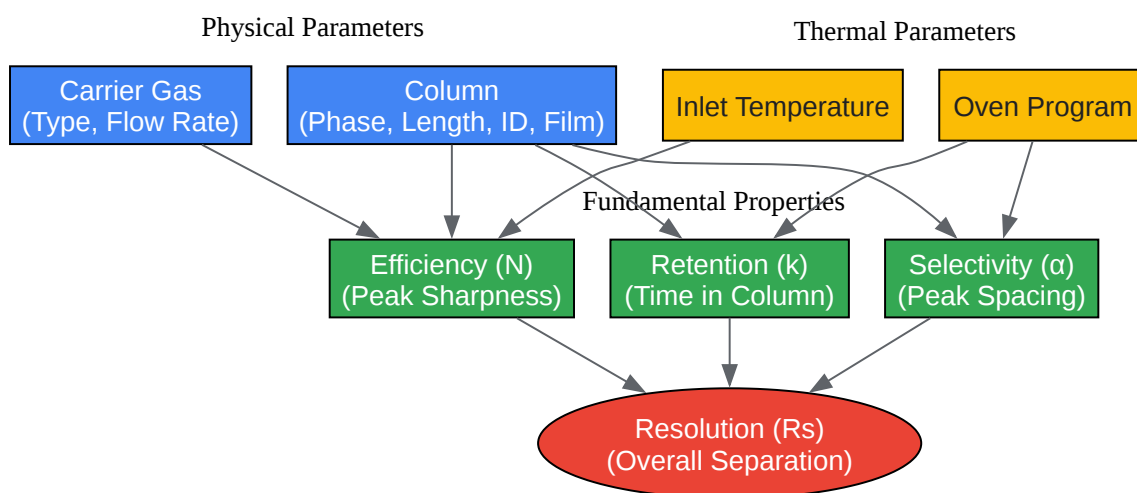 Physical Parameters
Thermal Parameters
Carrier Gas
(Type, Flow Rate)
Column
(Phase, Length, ID, Film)
Inlet Temperature
Oven Program
Fundamental Properties
Efficiency (N)
(Peak Sharpness)
Retention (k)
(Time in Column)
Selectivity (α)
(Peak Spacing)
Resolution (Rs)
(Overall Separation)